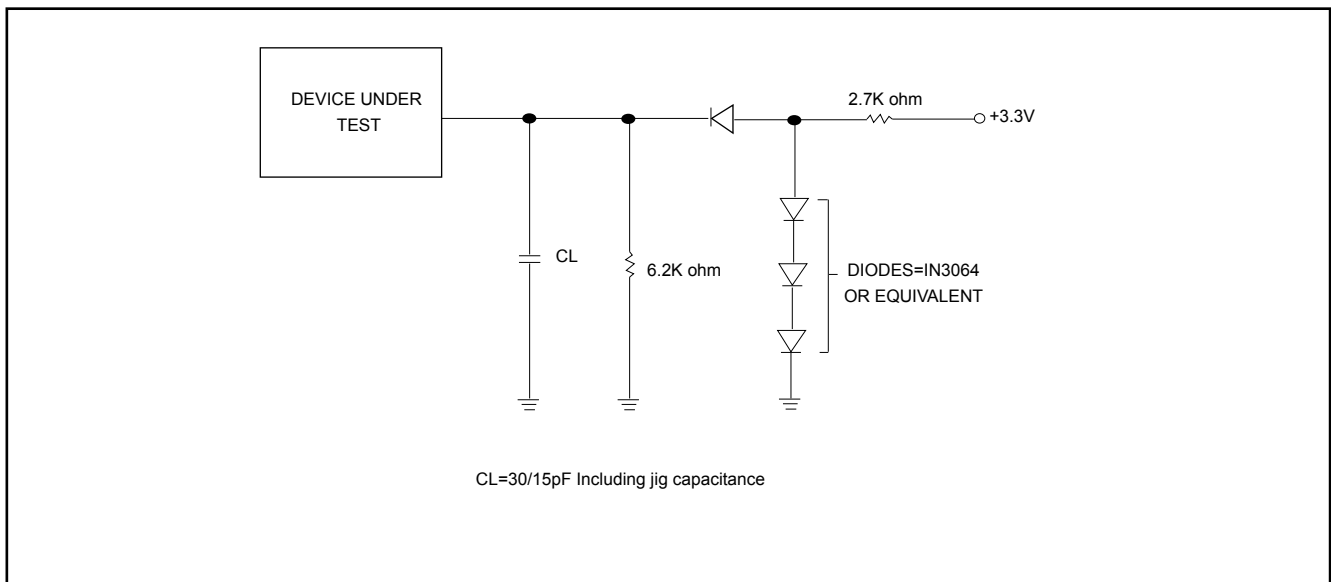 DEVICE UNDER
TEST
2.7K ohm
+3.3V
CL
6.2K ohm
DIODES=IN3064
OR EQUIVALENT
CL=30/15pF Including jig capacitance